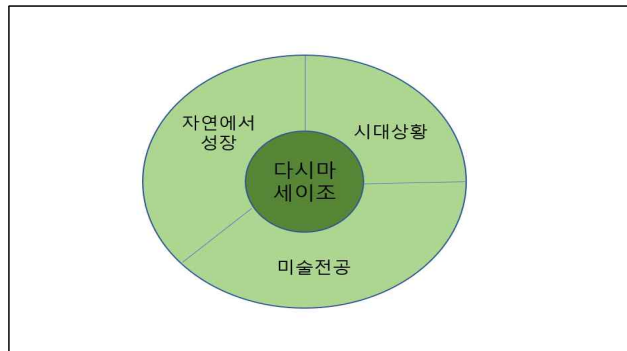 자연에서
성장
시대상황
다시마
세이조
미술전공